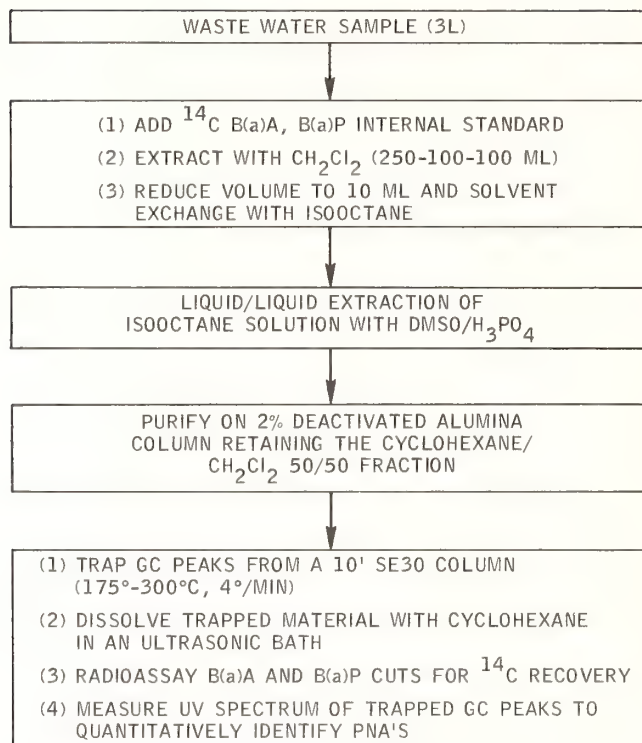 WASTE WATER SAMPLE (3L)
(1) ADD ¹⁴C B(a)A, B(a)P INTERNAL STANDARD
(2) EXTRACT WITH CH₂Cl₂ (250-100-100 ML)
(3) REDUCE VOLUME TO 10 ML AND SOLVENT
EXCHANGE WITH ISOOCTANE
LIQUID/LIQUID EXTRACTION OF
ISOOCTANE SOLUTION WITH DMSO/H₃PO₄
PURIFY ON 2% DEACTIVATED ALUMINA
COLUMN RETAINING THE CYCLOHEXANE/
CH₂Cl₂ 50/50 FRACTION
(1) TRAP GC PEAKS FROM A 10' SE30 COLUMN
(175°-300°C, 4°/MIN)
(2) DISSOLVE TRAPPED MATERIAL WITH CYCLOHEXANE
IN AN ULTRASONIC BATH
(3) RADIOASSAY B(a)A AND B(a)P CUTS FOR ¹⁴C RECOVERY
(4) MEASURE UV SPECTRUM OF TRAPPED GC PEAKS TO
QUANTITATIVELY IDENTIFY PNA'S